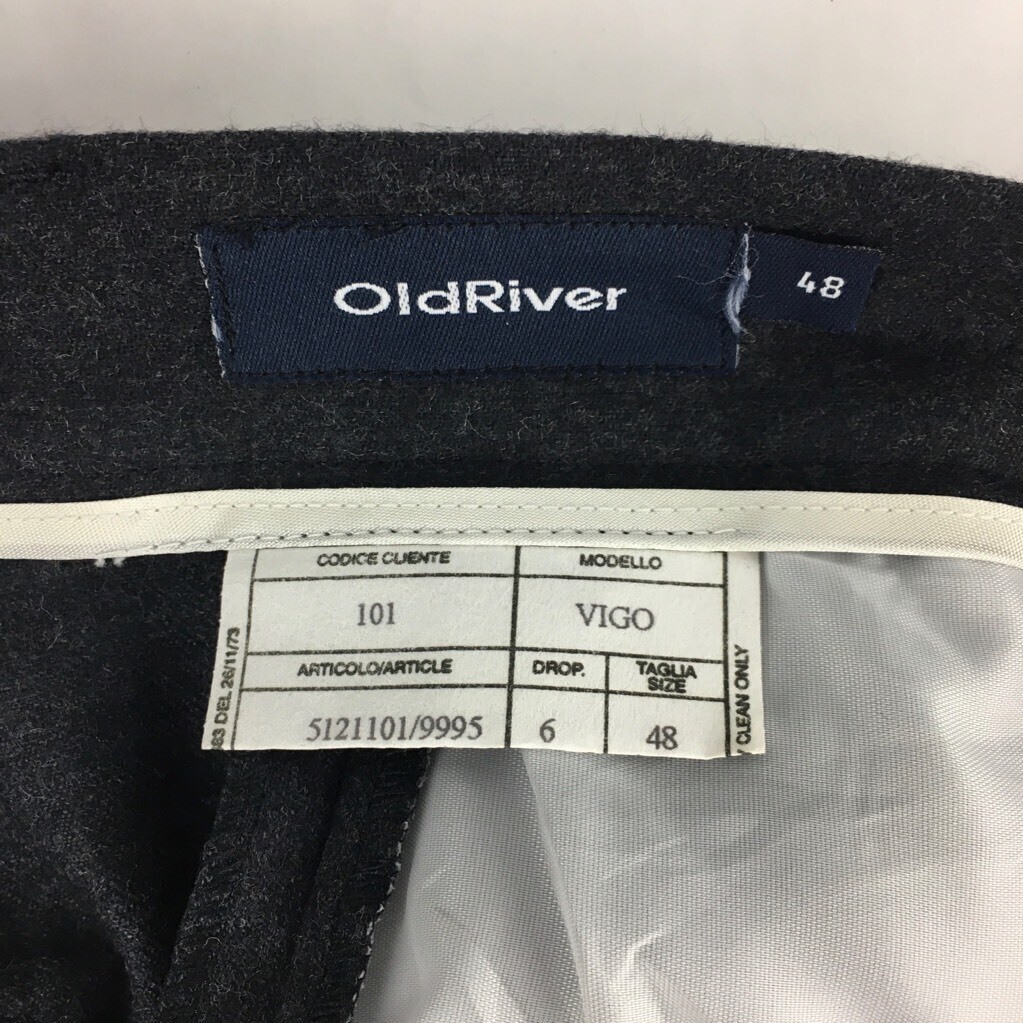 OldRiver
48
CODICE CLIENTE MODELLO
101 VIGO
ARTICOLO/ARTICLE DROP. TAGLIA SIZE
5121101/9995 6 48
DEL 26/11/73
CLEAN ONLY